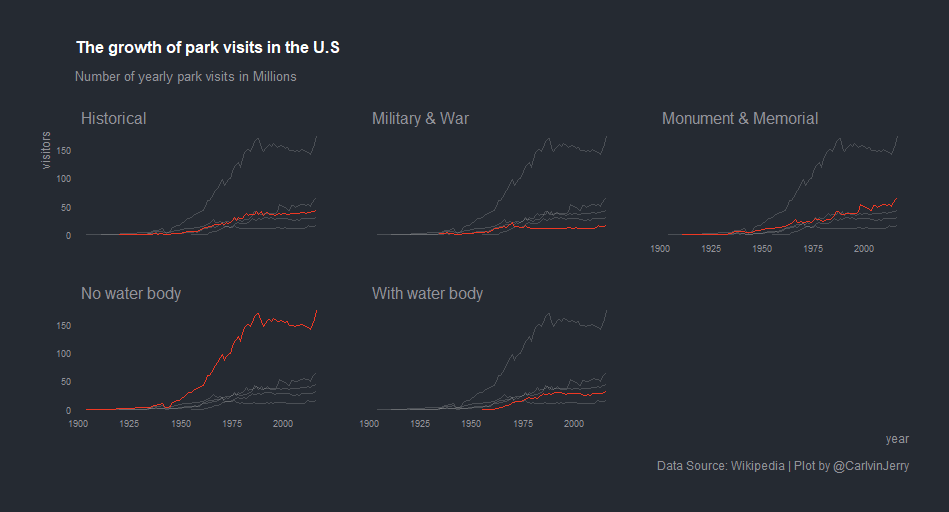 The growth of park visits in the U.S
Number of yearly park visits in Millions
Historical
Military & War
Monument & Memorial
visitors
150
100
50
0
1900 1925 1950 1975 2000
No water body
With water body
150
100
50
0
1900 1925 1950 1975 2000
1900 1925 1950 1975 2000
year
Data Source: Wikipedia | Plot by @CarlvinJerry